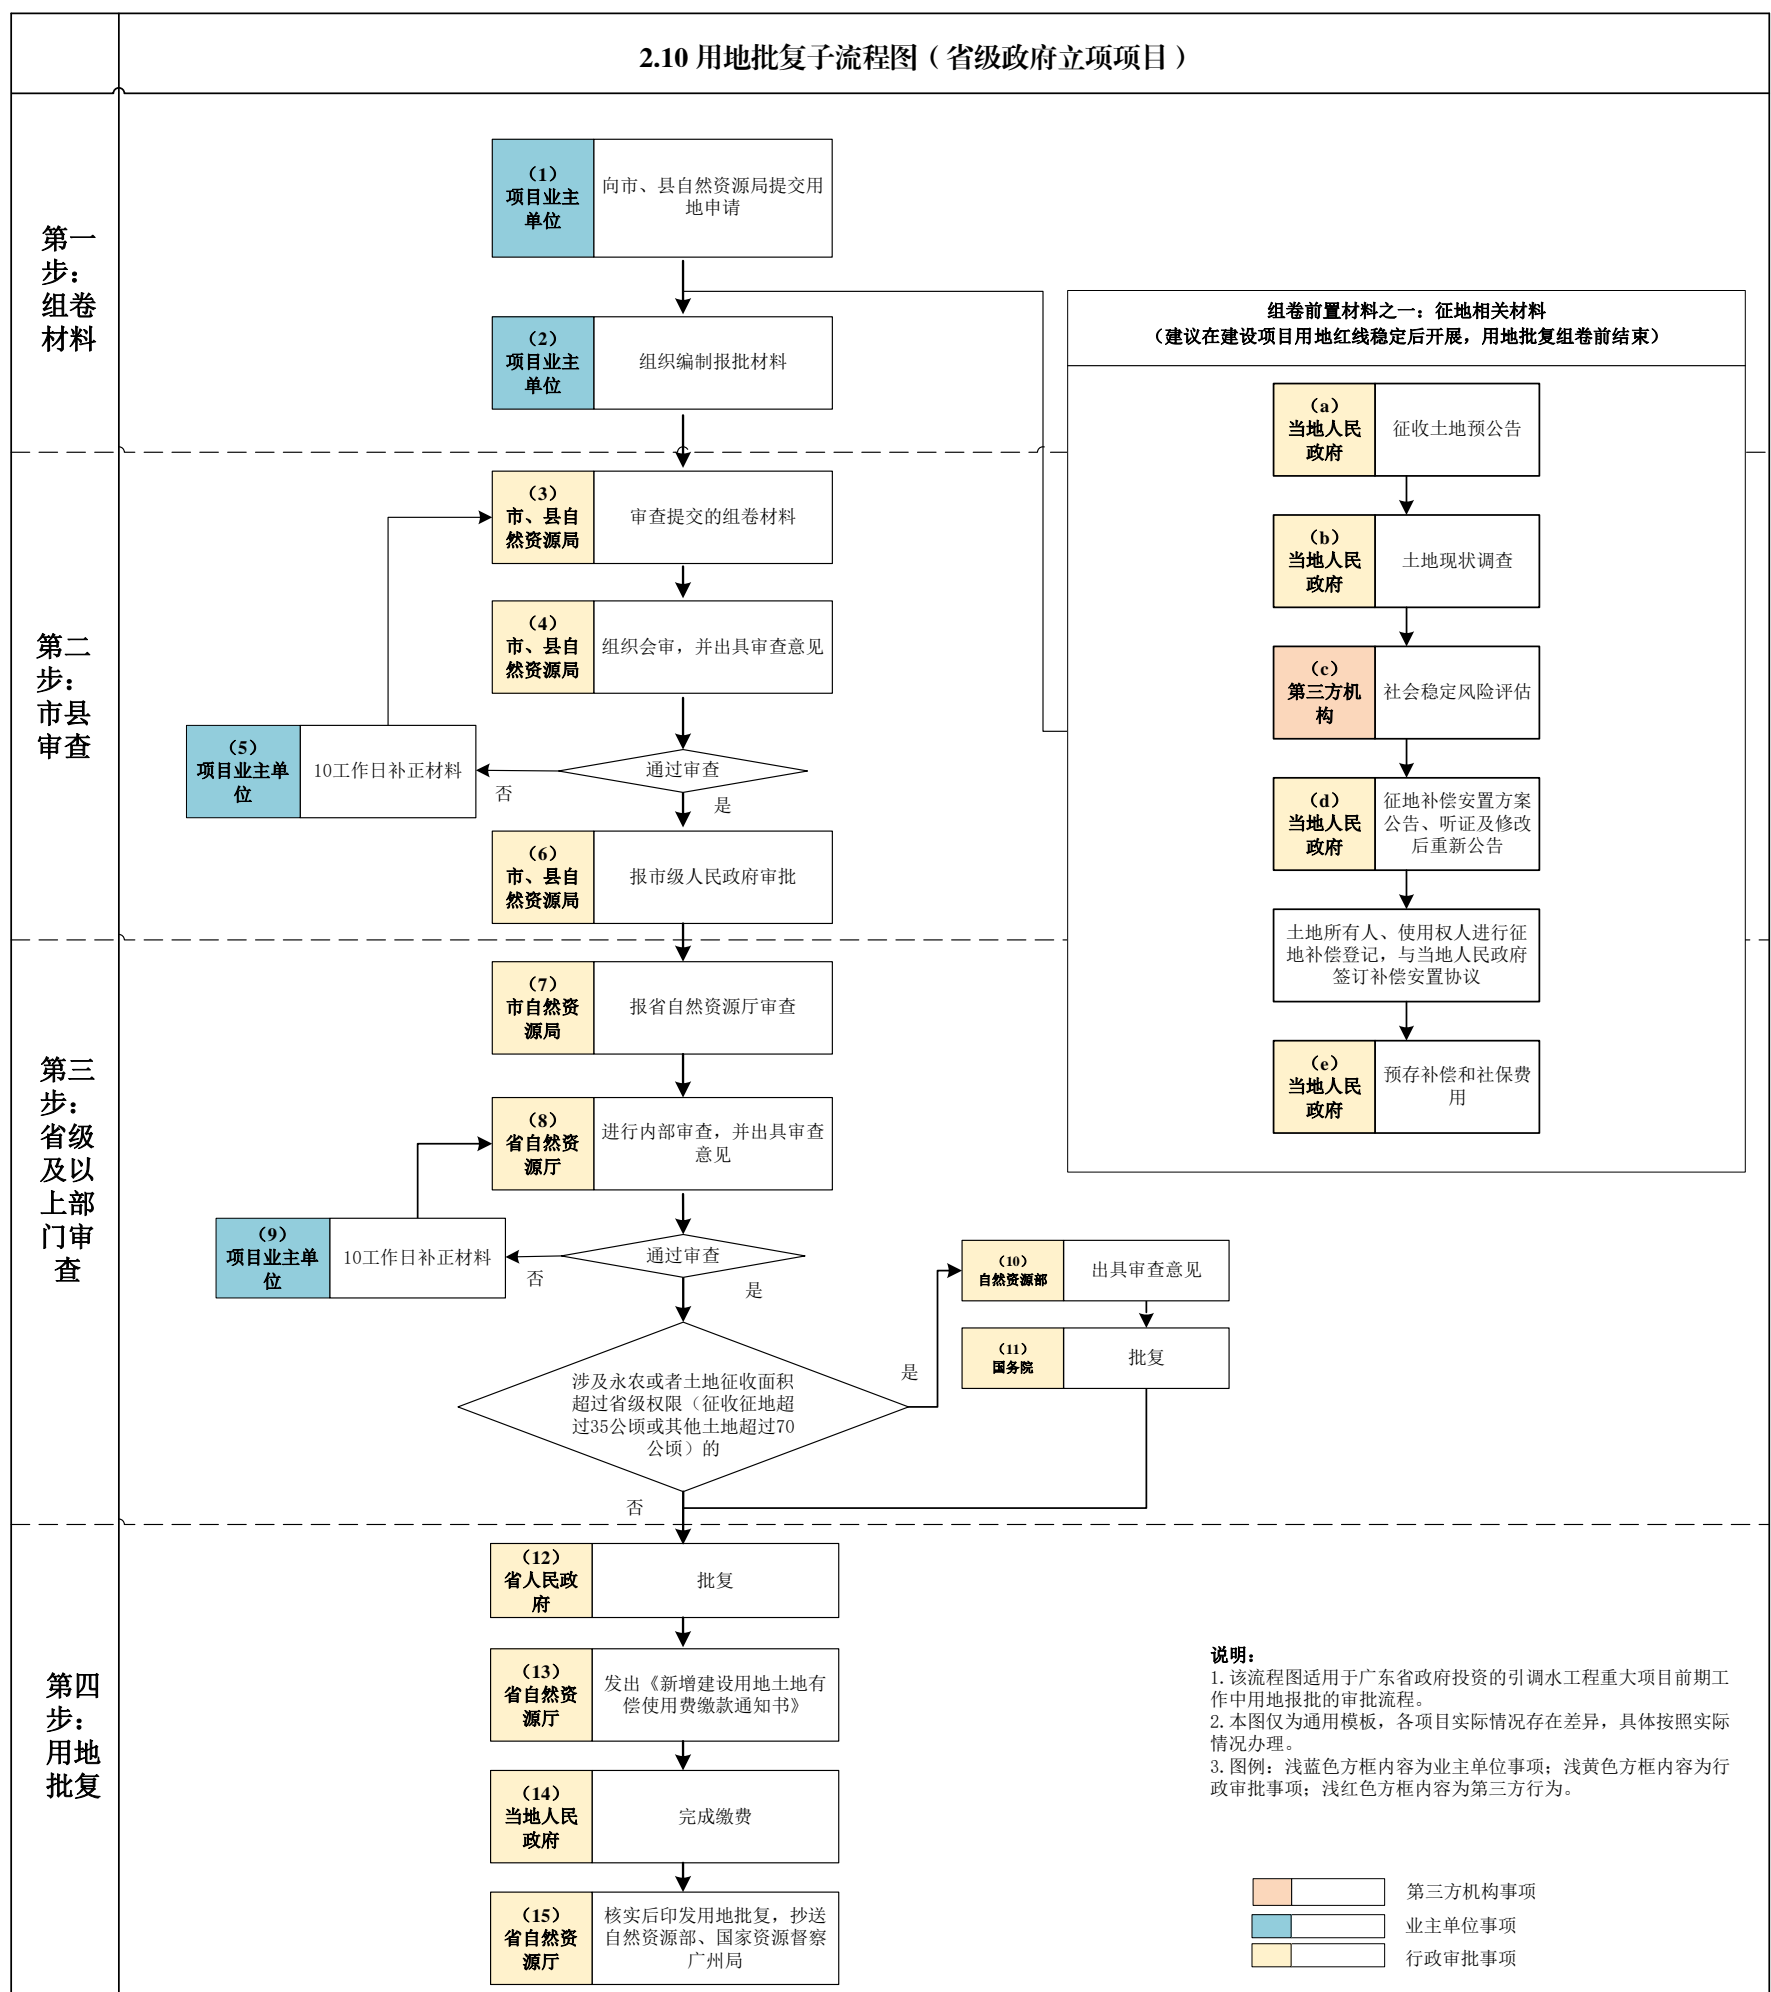 2.10 用地批复子流程图（省级政府立项项目）
第一
步：
组卷
材料
（1）
项目业主
单位
向市、县自然资源局提交用
地申请
（2）
项目业主
单位
组织编制报批材料
组卷前置材料之一：征地相关材料
（建议在建设项目用地红线稳定后开展，用地批复组卷前结束）
（a）
当地人民
政府
征收土地预公告
（b）
当地人民
政府
土地现状调查
（c）
第三方机
构
社会稳定风险评估
（d）
当地人民
政府
征地补偿安置方案
公告、听证及修改
后重新公告
土地所有人、使用权人进行征
地补偿登记，与当地人民政府
签订补偿安置协议
（e）
当地人民
政府
预存补偿和社保费
用
第二
步：
市县
审查
（3）
市、县自
然资源局
审查提交的组卷材料
（4）
市、县自
然资源局
组织会审，并出具审查意见
通过审查
否
是
（5）
项目业主单
位
10工作日补正材料
（6）
市、县自
然资源局
报市级人民政府审批
第三
步：
省级
及以
上部
门审
查
（7）
市自然资
源局
报省自然资源厅审查
（8）
省自然资
源厅
进行内部审查，并出具审查
意见
通过审查
否
是
（9）
项目业主单
位
10工作日补正材料
涉及永农或者土地征收面积
超过省级权限（征收征地超
过35公顷或其他土地超过70
公顷）的
是
否
（10）
自然资源部
出具审查意见
（11）
国务院
批复
第四
步：
用地
批复
（12）
省人民政
府
批复
（13）
省自然资
源厅
发出《新增建设用地土地有
偿使用费缴款通知书》
（14）
当地人民
政府
完成缴费
（15）
省自然资
源厅
核实后印发用地批复，抄送
自然资源部、国家资源督察
广州局
说明：
1.该流程图适用于广东省政府投资的引调水工程重大项目前期工
作中用地报批的审批流程。
2.本图仅为通用模板，各项目实际情况存在差异，具体按照实际
情况办理。
3.图例：浅蓝色方框内容为业主单位事项；浅黄色方框内容为行
政审批事项；浅红色方框内容为第三方行为。
第三方机构事项
业主单位事项
行政审批事项